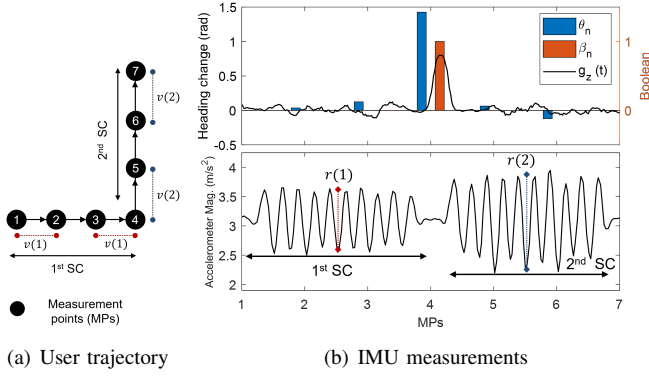 (a)
(b)
7
6
5
1
2
3
4
v(2)
v(2)
v(1)
v(1)
2nd SC
1st SC
Measurement
points (MPs)
Heading change (rad)
1.5
1
0.5
0
-0.5
θn
βn
gz (t)
1
0
Boolean
Accelerometer Mag. (m/s2)
4
3.5
3
2.5
2
r(1)
r(2)
1st SC
2nd SC
1
2
3
4
5
6
7
MPs
(a) User trajectory
(b) IMU measurements